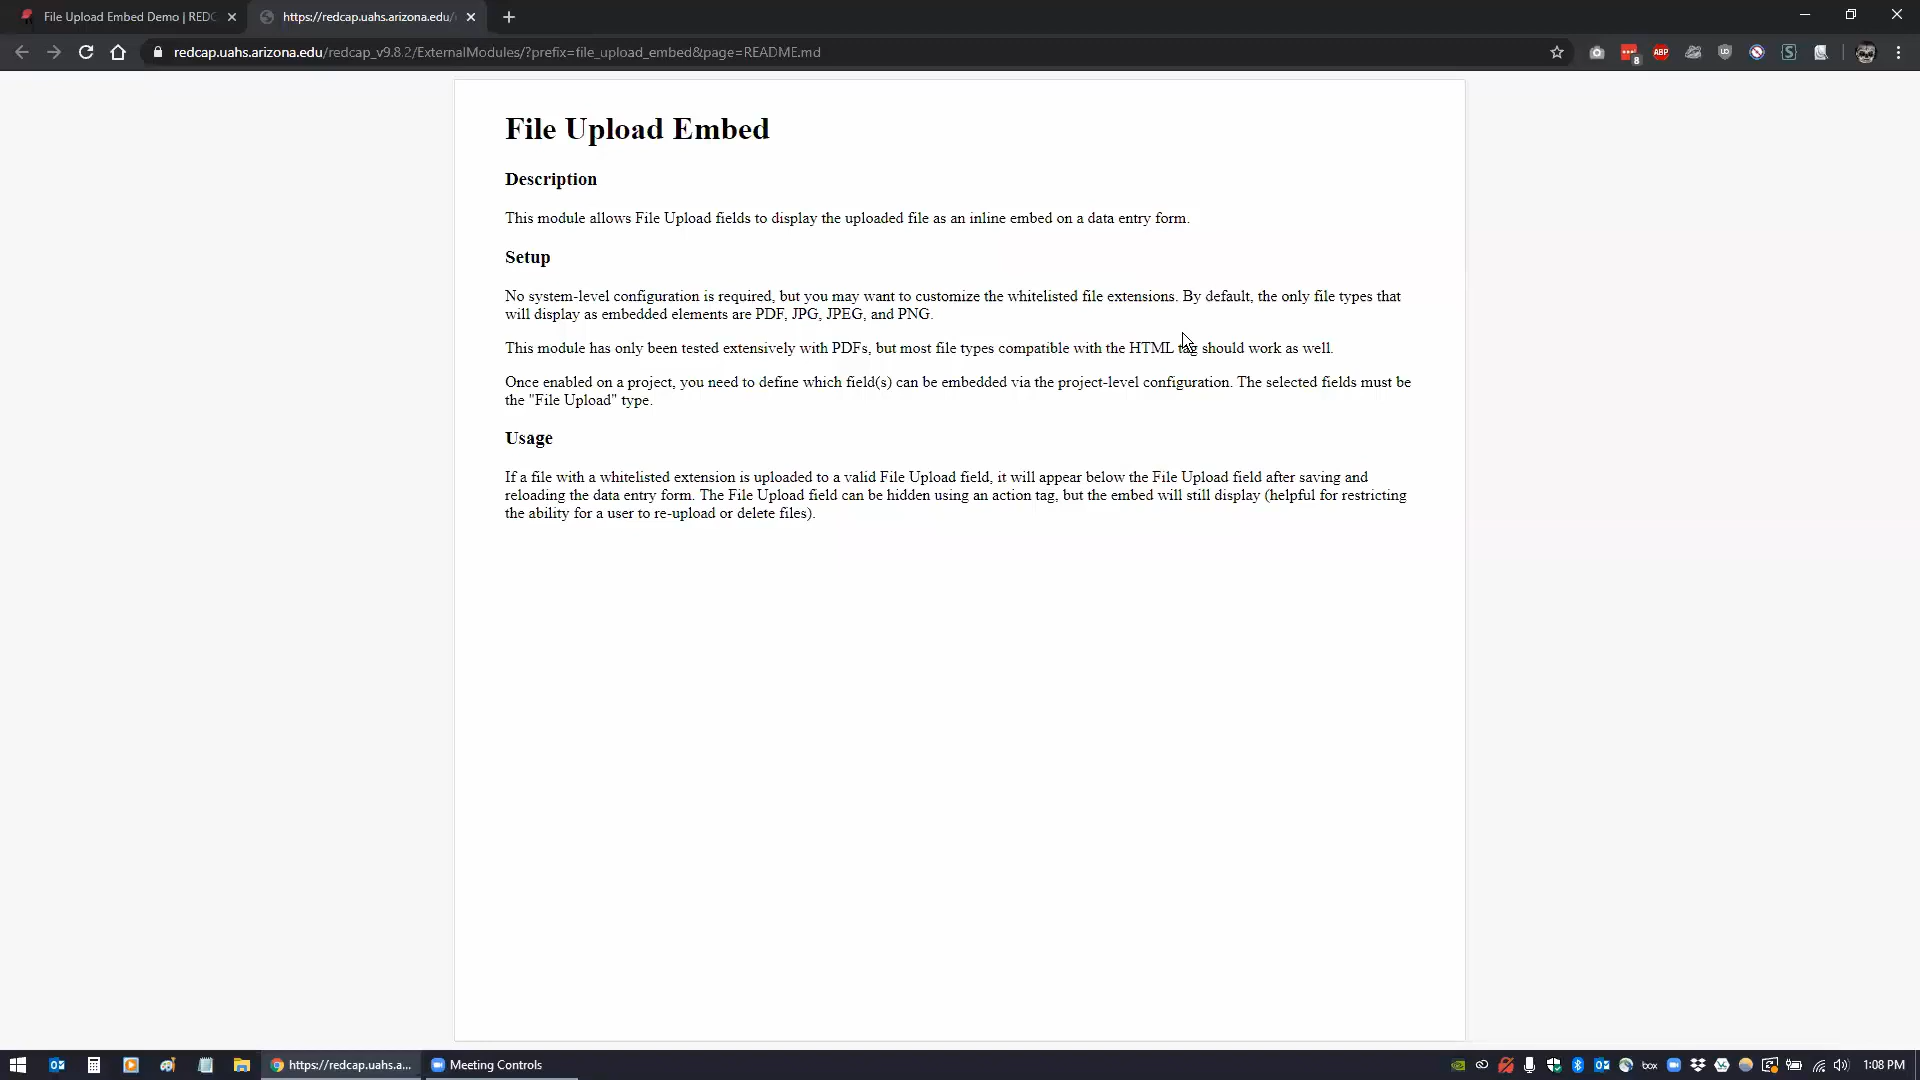 File Upload Embed Demo | REDC
https://redcap.uahs.arizona.edu/
redcap.uahs.arizona.edu/redcap_v9.8.2/ExternalModules/?prefix=file_upload_embed&page=README.md
8
ABP
File Upload Embed
Description
This module allows File Upload fields to display the uploaded file as an inline embed on a data entry form.
Setup
No system-level configuration is required, but you may want to customize the whitelisted file extensions. By default, the only file types that
will display as embedded elements are PDF, JPG, JPEG, and PNG.
This module has only been tested extensively with PDFs, but most file types compatible with the HTML tag should work as well.
Once enabled on a project, you need to define which field(s) can be embedded via the project-level configuration. The selected fields must be
the "File Upload" type.
Usage
If a file with a whitelisted extension is uploaded to a valid File Upload field, it will appear below the File Upload field after saving and
reloading the data entry form. The File Upload field can be hidden using an action tag, but the embed will still display (helpful for restricting
the ability for a user to re-upload or delete files).
https://redcap.uahs.a...
Meeting Controls
box
1:08 PM